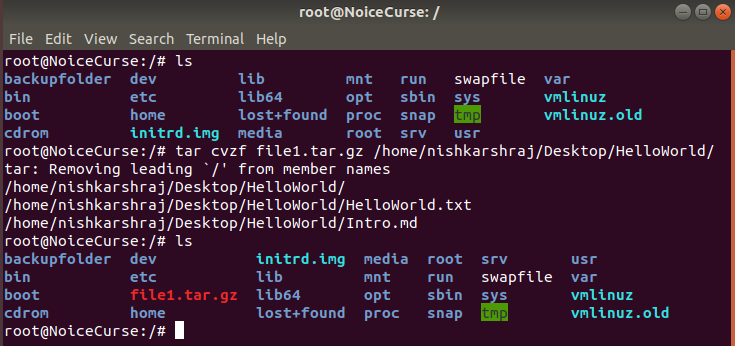 root@NoiceCurse: /
File Edit View Search Terminal Help
root@NoiceCurse:/# ls
backupfolder dev lib mnt run swapfile var
bin etc lib64 opt sbin sys vmlinuz
boot home lost+found proc snap tmp vmlinuz.old
cdrom initrd.img media root srv usr
root@NoiceCurse:/# tar cvzf file1.tar.gz /home/nishkarshraj/Desktop/HelloWorld/
tar: Removing leading `/' from member names
/home/nishkarshraj/Desktop/HelloWorld/
/home/nishkarshraj/Desktop/HelloWorld/HelloWorld.txt
/home/nishkarshraj/Desktop/HelloWorld/Intro.md
root@NoiceCurse:/# ls
backupfolder dev initrd.img media root srv usr
bin etc lib mnt run swapfile var
boot file1.tar.gz lib64 opt sbin sys vmlinuz
cdrom home lost+found proc snap tmp vmlinuz.old
root@NoiceCurse:/#